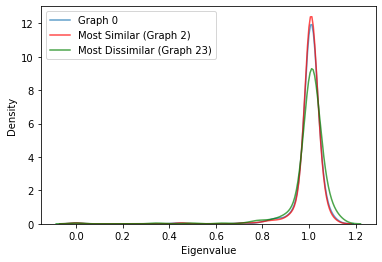 Graph 0
Most Similar (Graph 2)
Most Dissimilar (Graph 23)
12
10
8
6
4
2
0
Density
0.0 0.2 0.4 0.6 0.8 1.0 1.2
Eigenvalue